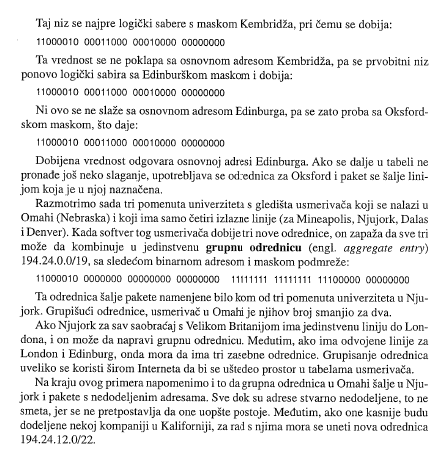 Taj niz se najpre logički sabere s maskom Kembridža, pri čemu se dobija:
11000010 00011000 00010000 00000000
Ta vrednost se ne poklapa sa osnovnom adresom Kembridža, pa se prvobitni niz
ponovo logički sabira sa Edinburškom maskom i dobija:
11000010 00011000 00010000 00000000
Ni ovo se ne slaže sa osnovnom adresom Edinburga, pa se zato proba sa Oksford-
skom maskom, što daje:
11000010 00011000 00010000 00000000
Dobijena vrednost odgovara osnovnoj adresi Edinburga. Ako se dalje u tabeli ne
pronađe još neko slaganje, upotrebljava se odrednica za Oksford i paket se šalje lini-
jom koja je u njoj naznačena.
Razmotrimo sada tri pomenuta univerziteta s gledišta usmerivača koji se nalazi u
Omahi (Nebraska) i koji ima samo četiri izlazne linije (za Mineapolis, Njujork, Dalas
i Denver). Kada softver tog usmerivača dobije tri nove odrednice, on zapaža da sve tri
može da kombinuje u jedinstvenu grupnu odrednicu (engl. aggregate entry)
194.24.0.0/19, sa sledećom binarnom adresom i maskom podmreže:
11000010 0000000 00000000 00000000 11111111 11111111 11100000 00000000
Ta odrednica šalje pakete namenjene bilo kom od tri pomenuta univerziteta u Nju-
jork. Grupišući odrednice, usmerivač u Omahi je njihov broj smanjio za dva.
Ako Njujork za sav saobraćaj s Velikom Britanijom ima jedinstvenu liniju do Lon-
dona, i on može da napravi grupnu odrednicu. Međutim, ako ima odvojene linije za
London i Edinburg, onda mora da ima tri zasebne odrednice. Grupisanje odrednica
uveliko se koristi širom Interneta da bi se uštedeo prostor u tabelama usmerivača.
Na kraju ovog primera napomenimo i to da grupna odrednica u Omahi šalje u Nju-
jork i pakete s nedodeljenim adresama. Sve dok su adrese stvarno nedodeljene, to ne
smeta, jer se ne pretpostavlja da one uopšte postoje. Međutim, ako one kasnije budu
dodeljene nekoj kompaniji u Kaliforniji, za rad s njima mora se uneti nova odrednica
194.24.12.0/22.